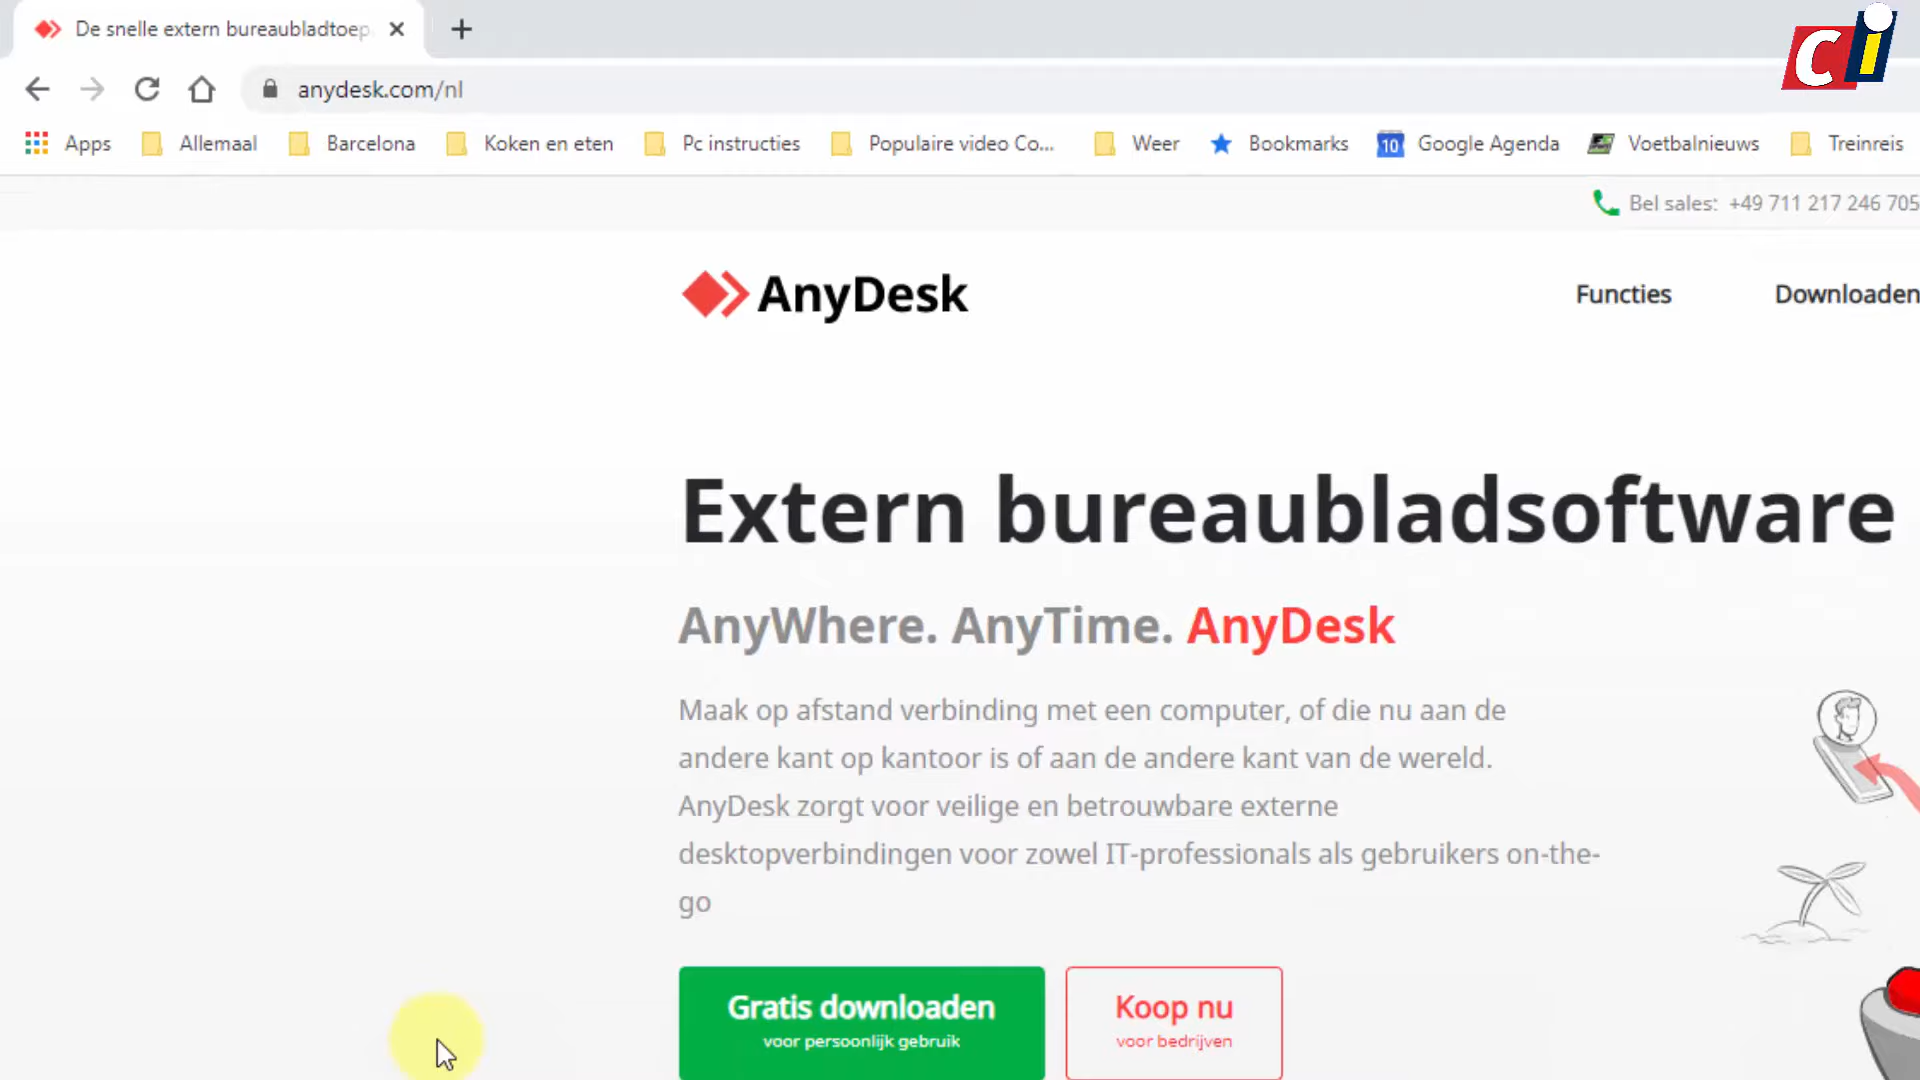 De snelle extern bureaubladtoep
Ci
anydesk.com/nl
Apps Allemaal Barcelona Koken en eten Pc instructies Populaire video Co... Weer Bookmarks 10 Google Agenda Voetbalnieuws Treinreis
Bel sales: +49 711 217 246 705
AnyDesk Functies Downloaden
Extern bureaubladsoftware
AnyWhere. AnyTime. AnyDesk
Maak op afstand verbinding met een computer, of die nu aan de
andere kant op kantoor is of aan de andere kant van de wereld.
AnyDesk zorgt voor veilige en betrouwbare externe
desktopverbindingen voor zowel IT-professionals als gebruikers on-the-
go
Gratis downloaden Koop nu
voor persoonlijk gebruik voor bedrijven